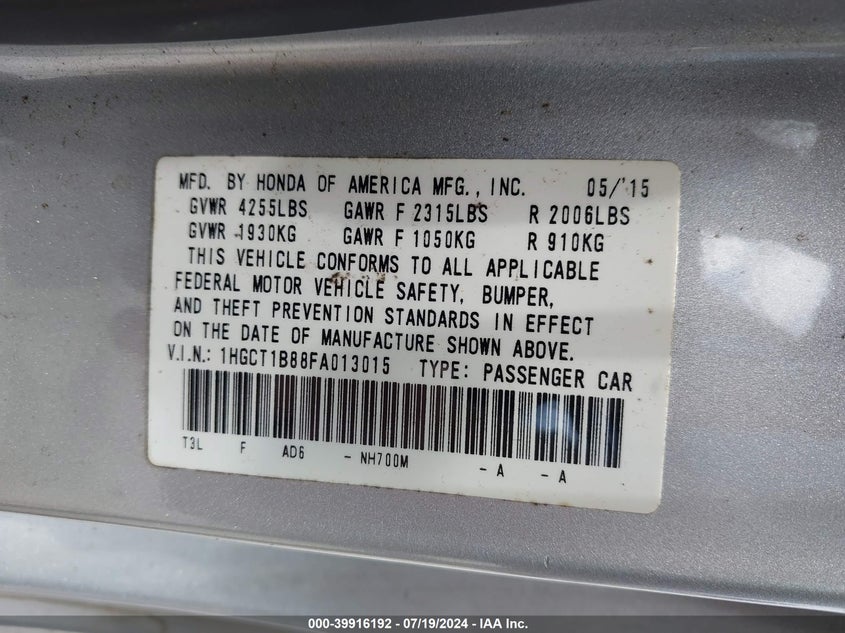 MFD. BY HONDA OF AMERICA MFG., INC. 05/'15
GVWR 4255LBS GAWR F 2315LBS R 2006LBS
GVWR 1930KG GAWR F 1050KG R 910KG
THIS VEHICLE CONFORMS TO ALL APPLICABLE
FEDERAL MOTOR VEHICLE SAFETY, BUMPER,
AND THEFT PREVENTION STANDARDS IN EFFECT
ON THE DATE OF MANUFACTURE SHOWN ABOVE.
V.I.N.: 1HGCT1B88FA013015 TYPE: PASSENGER CAR
T3L F AD6 - NH700M - A - A
000-39916192 - 07/19/2024 - IAA Inc.